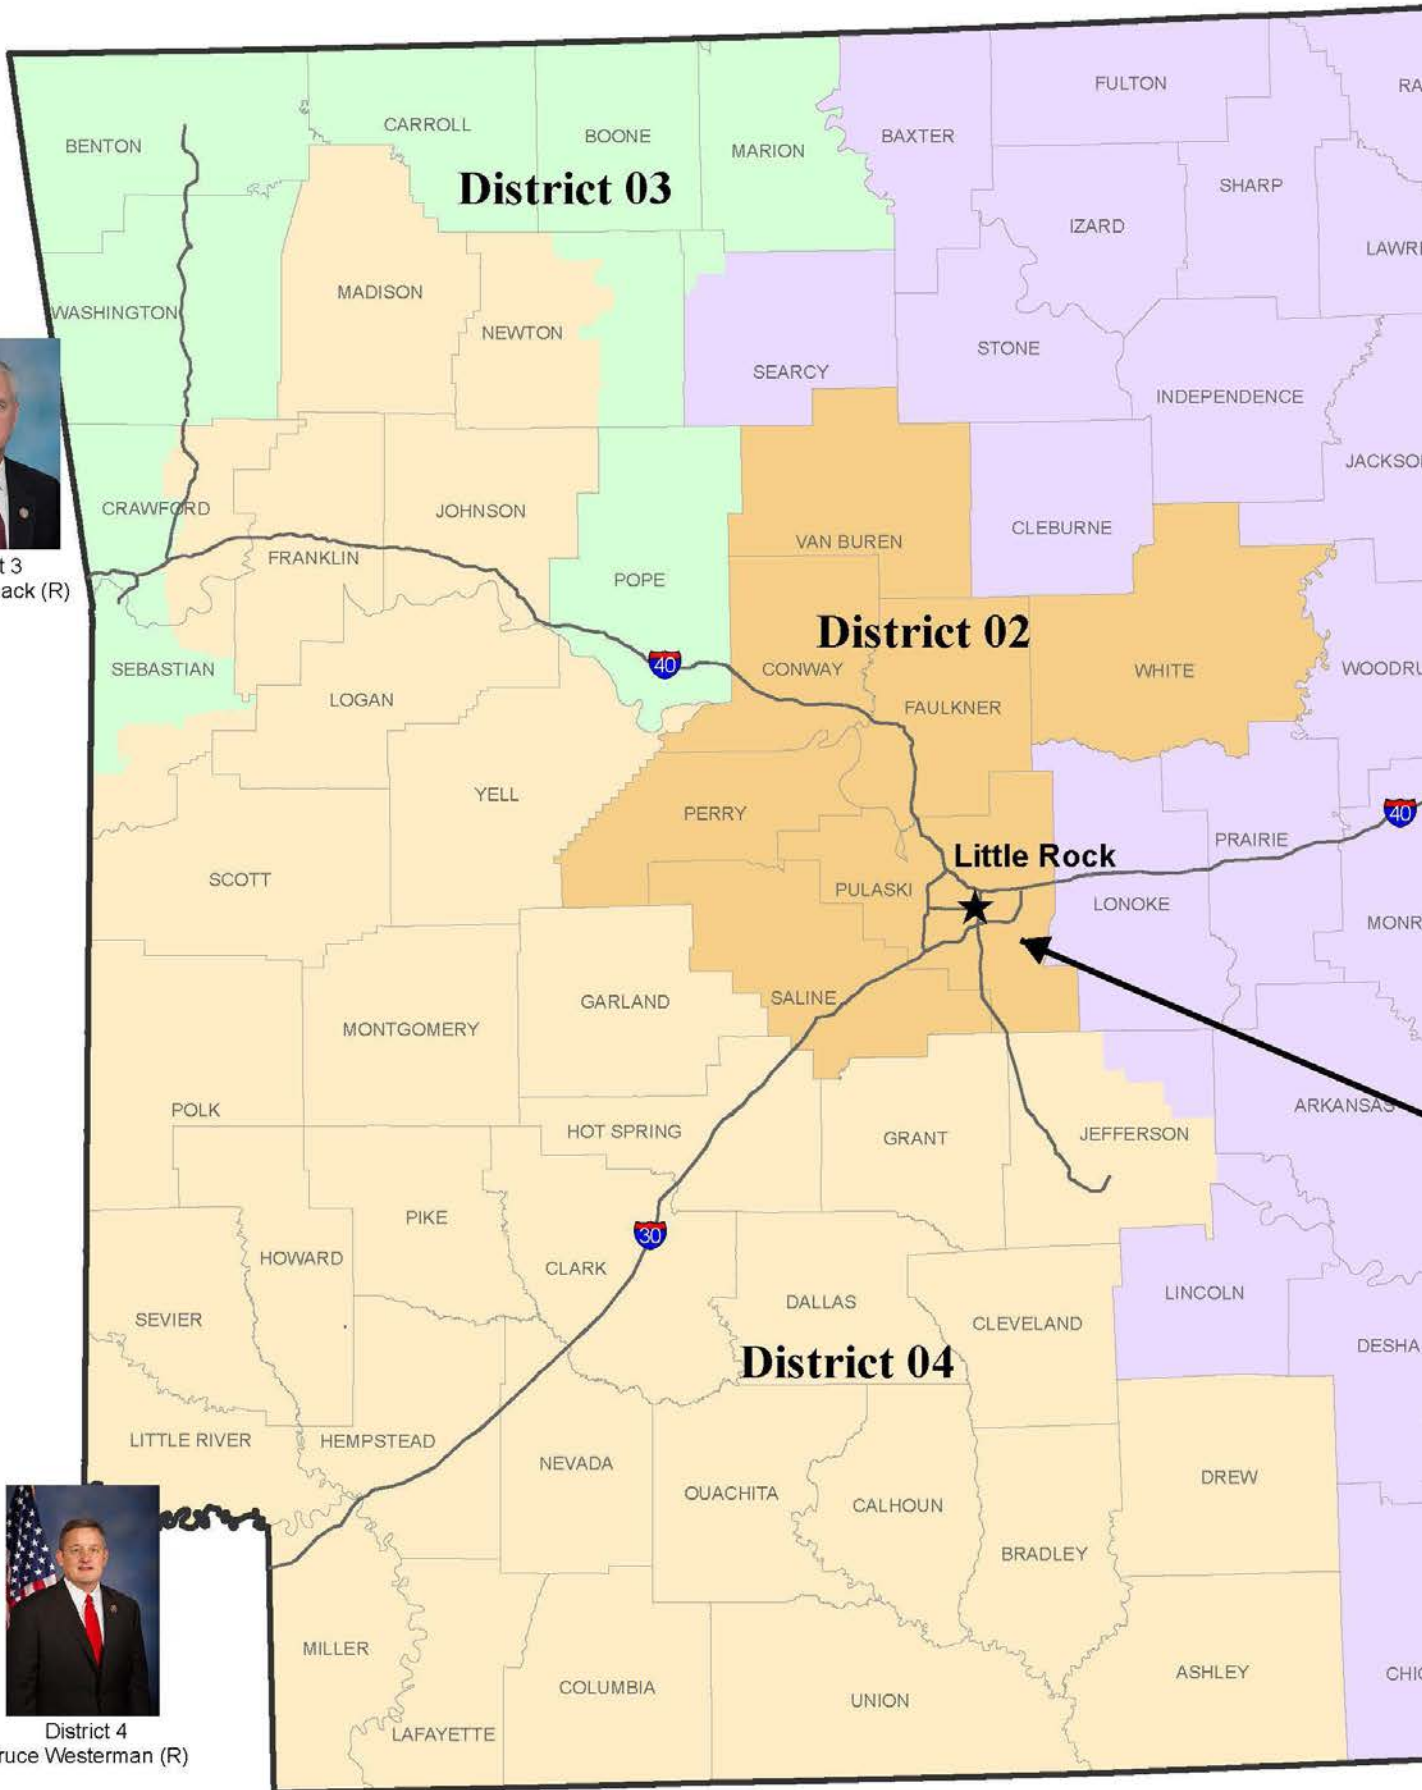 FULTON
RA
BENTON
CARROLL
BOONE
MARION
BAXTER
District 03
SHARP
IZARD
LAWR
MADISON
WASHINGTON
NEWTON
STONE
SEARCY
INDEPENDENCE
JACKSO
CRAWFORD
JOHNSON
CLEBURNE
VAN BUREN
FRANKLIN
t 3
ack (R)
POPE
District 02
SEBASTIAN
40
CONWAY
WHITE
WOODRU
LOGAN
FAULKNER
YELL
PERRY
40
PRAIRIE
Little Rock
SCOTT
PULASKI
LONOKE
MONR
GARLAND
SALINE
MONTGOMERY
POLK
ARKANSAS
HOT SPRING
GRANT
JEFFERSON
PIKE
30
HOWARD
CLARK
LINCOLN
DALLAS
SEVIER
CLEVELAND
DESHA
District 04
LITTLE RIVER
HEMPSTEAD
NEVADA
DREW
OUACHITA
CALHOUN
BRADLEY
MILLER
ASHLEY
CHIC
COLUMBIA
UNION
LAFAYETTE
District 4
ruce Westerman (R)